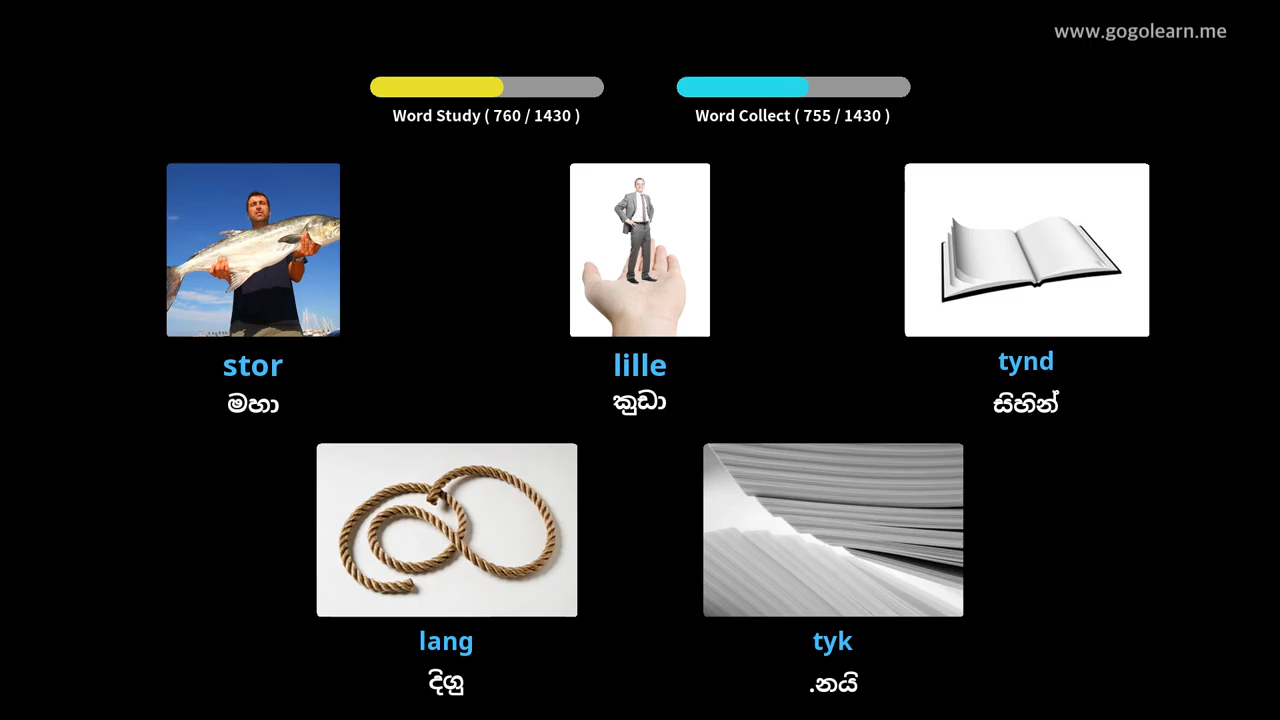 www.gogolearn.me
Word Study ( 760 / 1430 )
Word Collect ( 755 / 1430 )
stor
මහා
lille
කුඩා
tynd
සිහින්
lang
දිගු
tyk
.නයි